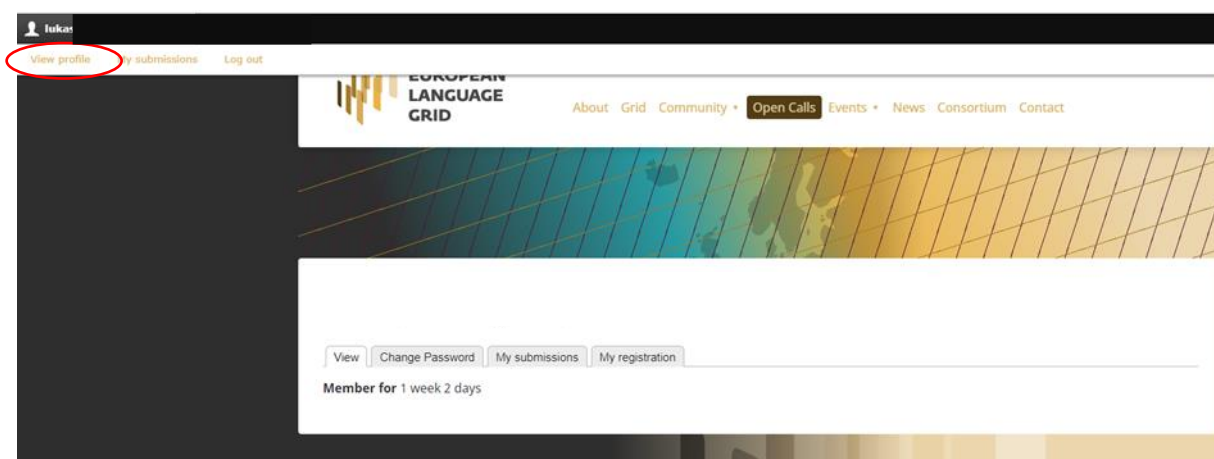 lukas
View profile My submissions Log out
EUROPEAN
LANGUAGE
GRID
About Grid Community Open Calls Events News Consortium Contact
View Change Password My submissions My registration
Member for 1 week 2 days